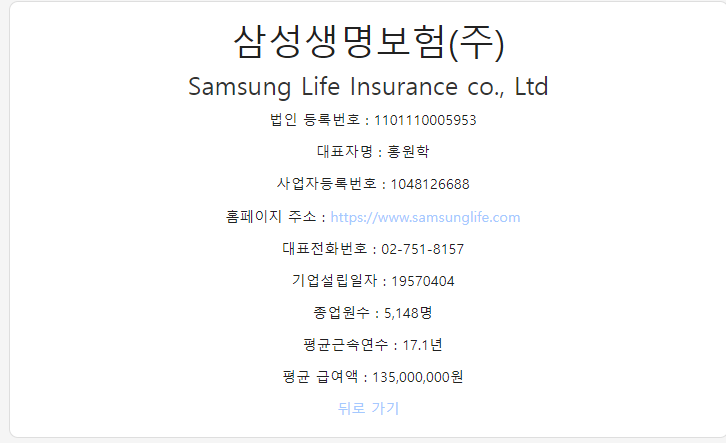 삼성생명보험(주)
Samsung Life Insurance co., Ltd
법인 등록번호 : 1101110005953
대표자명 : 홍원학
사업자등록번호 : 1048126688
홈페이지 주소 : https://www.samsunglife.com
대표전화번호 : 02-751-8157
기업설립일자 : 19570404
종업원수 : 5,148명
평균근속연수 : 17.1년
평균 급여액 : 135,000,000원
뒤로 가기